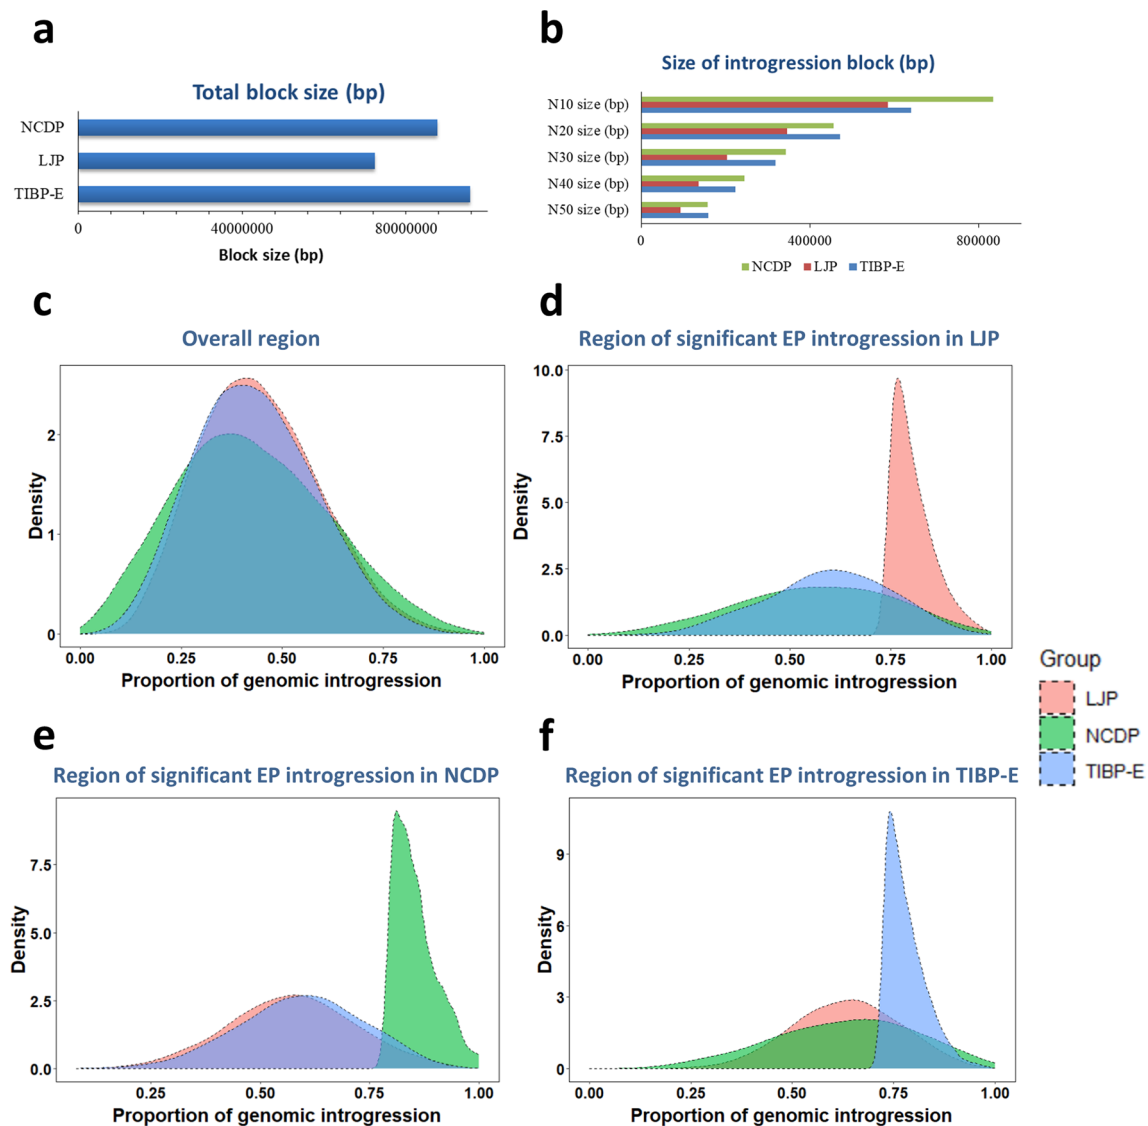 a
Total block size (bp)
NCDP
LJP
TIBP-E
0
40000000
80000000
Block size (bp)
b
Size of introgression block (bp)
N10 size (bp)
N20 size (bp)
N30 size (bp)
N40 size (bp)
N50 size (bp)
0
400000
800000
NCDP LJP TIBP-E
c
Overall region
Density
2
1
0
0.00 0.25 0.50 0.75 1.00
Proportion of genomic introgression
d
Region of significant EP introgression in LJP
Density
10.0
7.5
5.0
2.5
0.0
0.00 0.25 0.50 0.75 1.00
Proportion of genomic introgression
Group
LJP
NCDP
TIBP-E
e
Region of significant EP introgression in NCDP
Density
7.5
5.0
2.5
0.0
0.25 0.50 0.75 1.00
Proportion of genomic introgression
f
Region of significant EP introgression in TIBP-E
Density
9
6
3
0
0.00 0.25 0.50 0.75 1.00
Proportion of genomic introgression